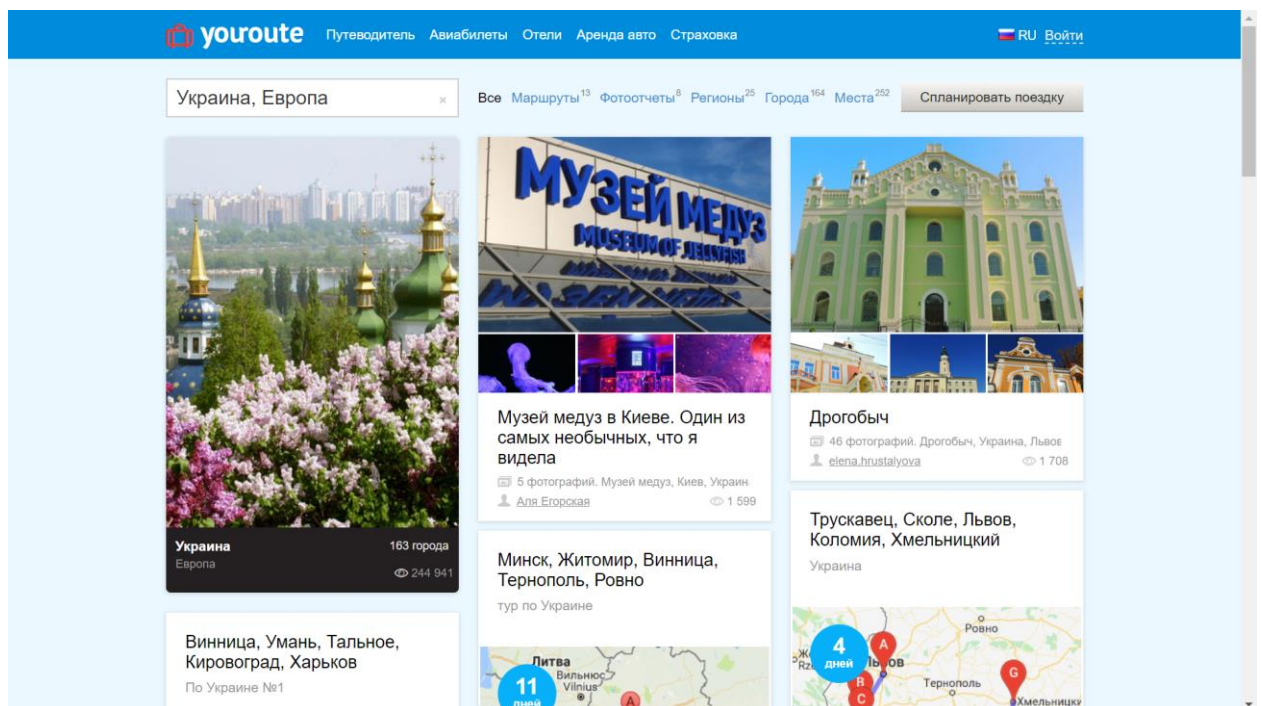 youroute Путеводитель Авиабилеты Отели Аренда авто Страховка RU Войти
Украина, Европа × Все Маршруты13 Фотоотчеты8 Регионы25 Города164 Места252 Спланировать поездку
Украина 163 города
Европа 244 941
Винница, Умань, Тальное,
Кировоград, Харьков
По Украине №1
МУЗЕЙ МЕДУЗ
MUSEUM OF JELLYFISH
Музей медуз в Киеве. Один из
самых необычных, что я
видела
5 фотографий. Музей медуз, Киев, Украин
Аля Егорская 1 599
Минск, Житомир, Винница,
Тернополь, Ровно
тур по Украине
Литва
Вильнюс
Vilnius
11
дней
A
Дрогобыч
46 фотографий. Дрогобыч, Украина, Львов
elena.hrustalyova 1 708
Трускавец, Сколе, Львов,
Коломия, Хмельницкий
Украина
Ровно
4
дней
A
Львов
B
C
Тернополь
G
Хмельницки